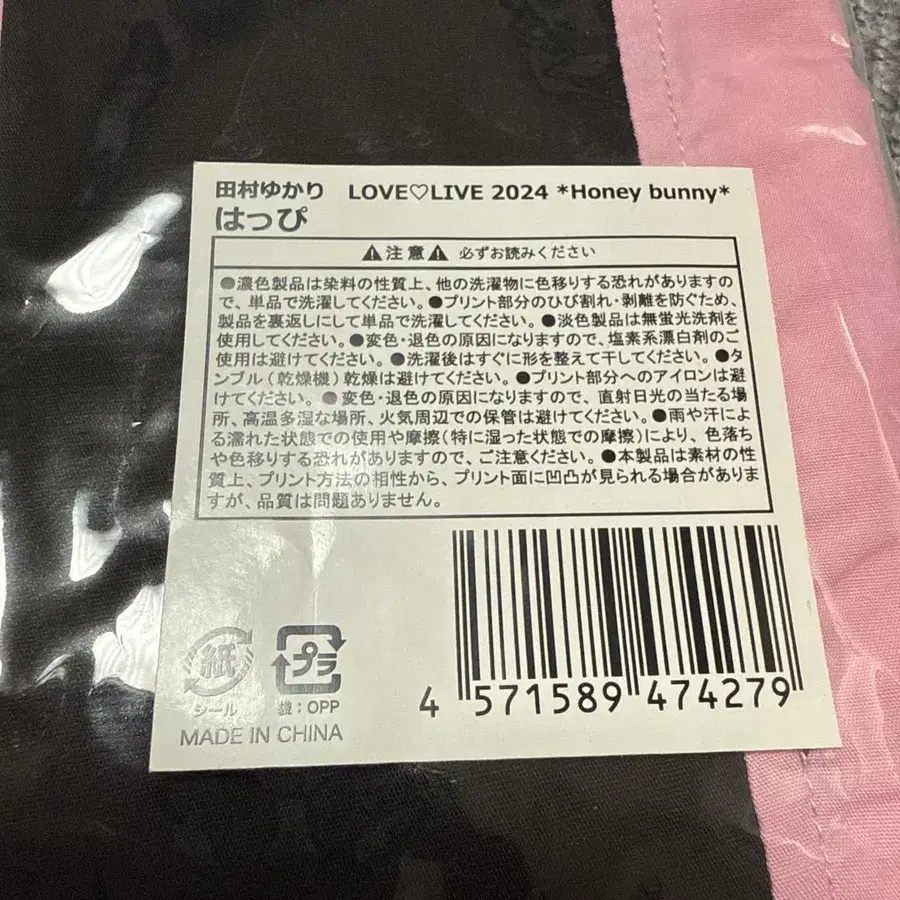 田村ゆかり LOVE♡LIVE 2024 *Honey bunny*
はっぴ
⚠注意⚠ 必ずお読みください
●濃色製品は染料の性質上、他の洗濯物に色移りする恐れがありますの
で、単品で洗濯してください。●プリント部分のひび割れ・剥離を防ぐため、
製品を裏返しにして単品で洗濯してください。●淡色製品は無蛍光洗剤を
使用してください。●変色・退色の原因になりますので、塩素系漂白剤のご
使用は避けてください。●洗濯後はすぐに形を整えて干してください。●タ
ンブル(乾燥機)乾燥は避けてください。●プリント部分へのアイロンは避
けてください。●変色・退色の原因になりますので、直射日光の当たる場
所、高温多湿な場所、火気周辺での保管は避けてください。●雨や汗によ
る濡れた状態での使用や摩擦(特に湿った状態での摩擦)により、色落ち
や色移りする恐れがありますので、ご注意ください。●本製品は素材の性
質上、プリント方法の相性から、プリント面に凹凸が見られる場合がありま
すが、品質は問題ありません。
紙 プラ
シール 袋:OPP
MADE IN CHINA
4 571589 474279